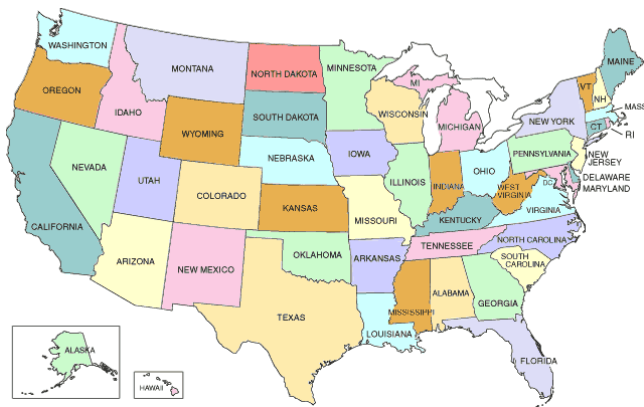 WASHINGTON
MONTANA
NORTH DAKOTA
MINNESOTA
MAINE
OREGON
IDAHO
WYOMING
SOUTH DAKOTA
WISCONSIN
MI
MICHIGAN
VT
NH
MASS
NEW YORK
CT
RI
NEVADA
UTAH
COLORADO
NEBRASKA
IOWA
ILLINOIS
INDIANA
OHIO
PENNSYLVANIA
NEW
JERSEY
CALIFORNIA
KANSAS
MISSOURI
KENTUCKY
WEST
VIRGINIA
DC
DELAWARE
MARYLAND
VIRGINIA
ARIZONA
NEW MEXICO
OKLAHOMA
ARKANSAS
TENNESSEE
NORTH CAROLINA
SOUTH
CAROLINA
TEXAS
LOUISIANA
MISSISSIPPI
ALABAMA
GEORGIA
FLORIDA
ALASKA
HAWAII